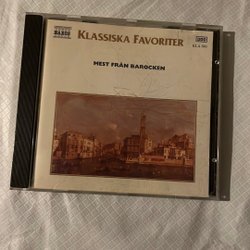 NAXOS
KLASSISKA FAVORITER
MEST FRÅN BAROCKEN